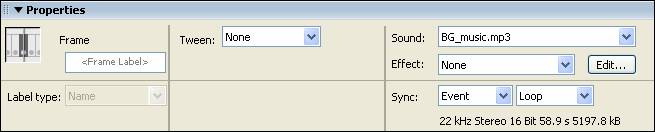 Properties
Frame Tween: None Sound: BG_music.mp3
<Frame Label> Effect: None Edit...
Label type: Name Sync: Event Loop
22 kHz Stereo 16 Bit 58.9 s 5197.8 kB